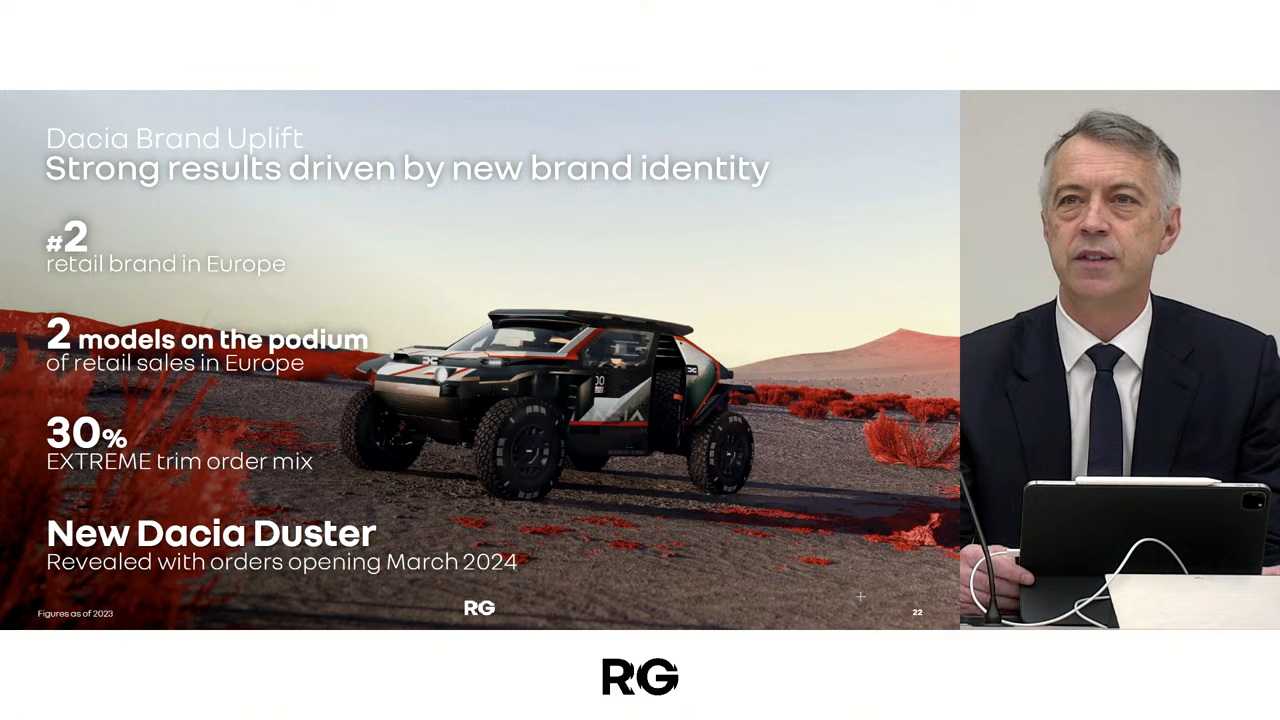 Dacia Brand Uplift
Strong results driven by new brand identity
#2
retail brand in Europe
2 models on the podium
of retail sales in Europe
30%
EXTREME trim order mix
New Dacia Duster
Revealed with orders opening March 2024
Figures as of 2023
RG
22
RG